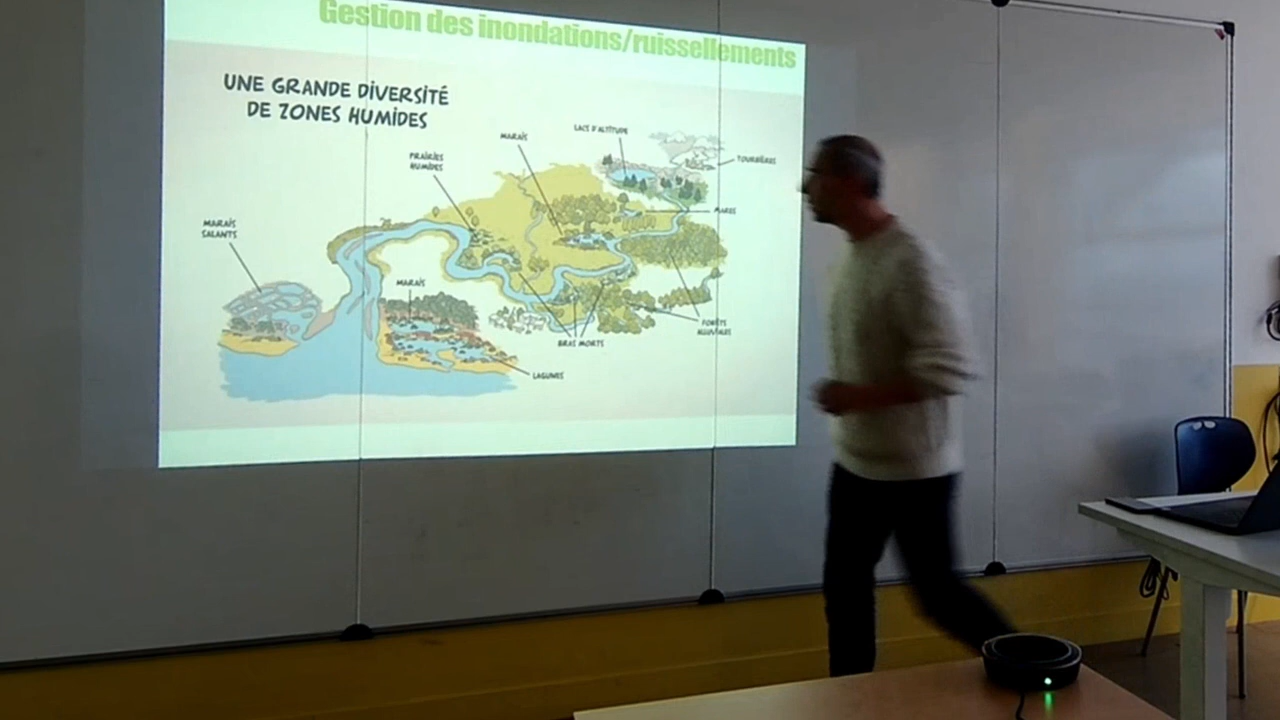 Gestion des inondations/ruissellements
UNE GRANDE DIVERSITÉ
DE ZONES HUMIDES
LACS D'ALTITUDE
MARAIS
TOURBIÈRES
PRAIRIES
HUMIDES
MARES
MARAIS
SALANTS
MARAIS
FORÊTS
ALLUVIALES
BRAS MORTS
LAGUNES